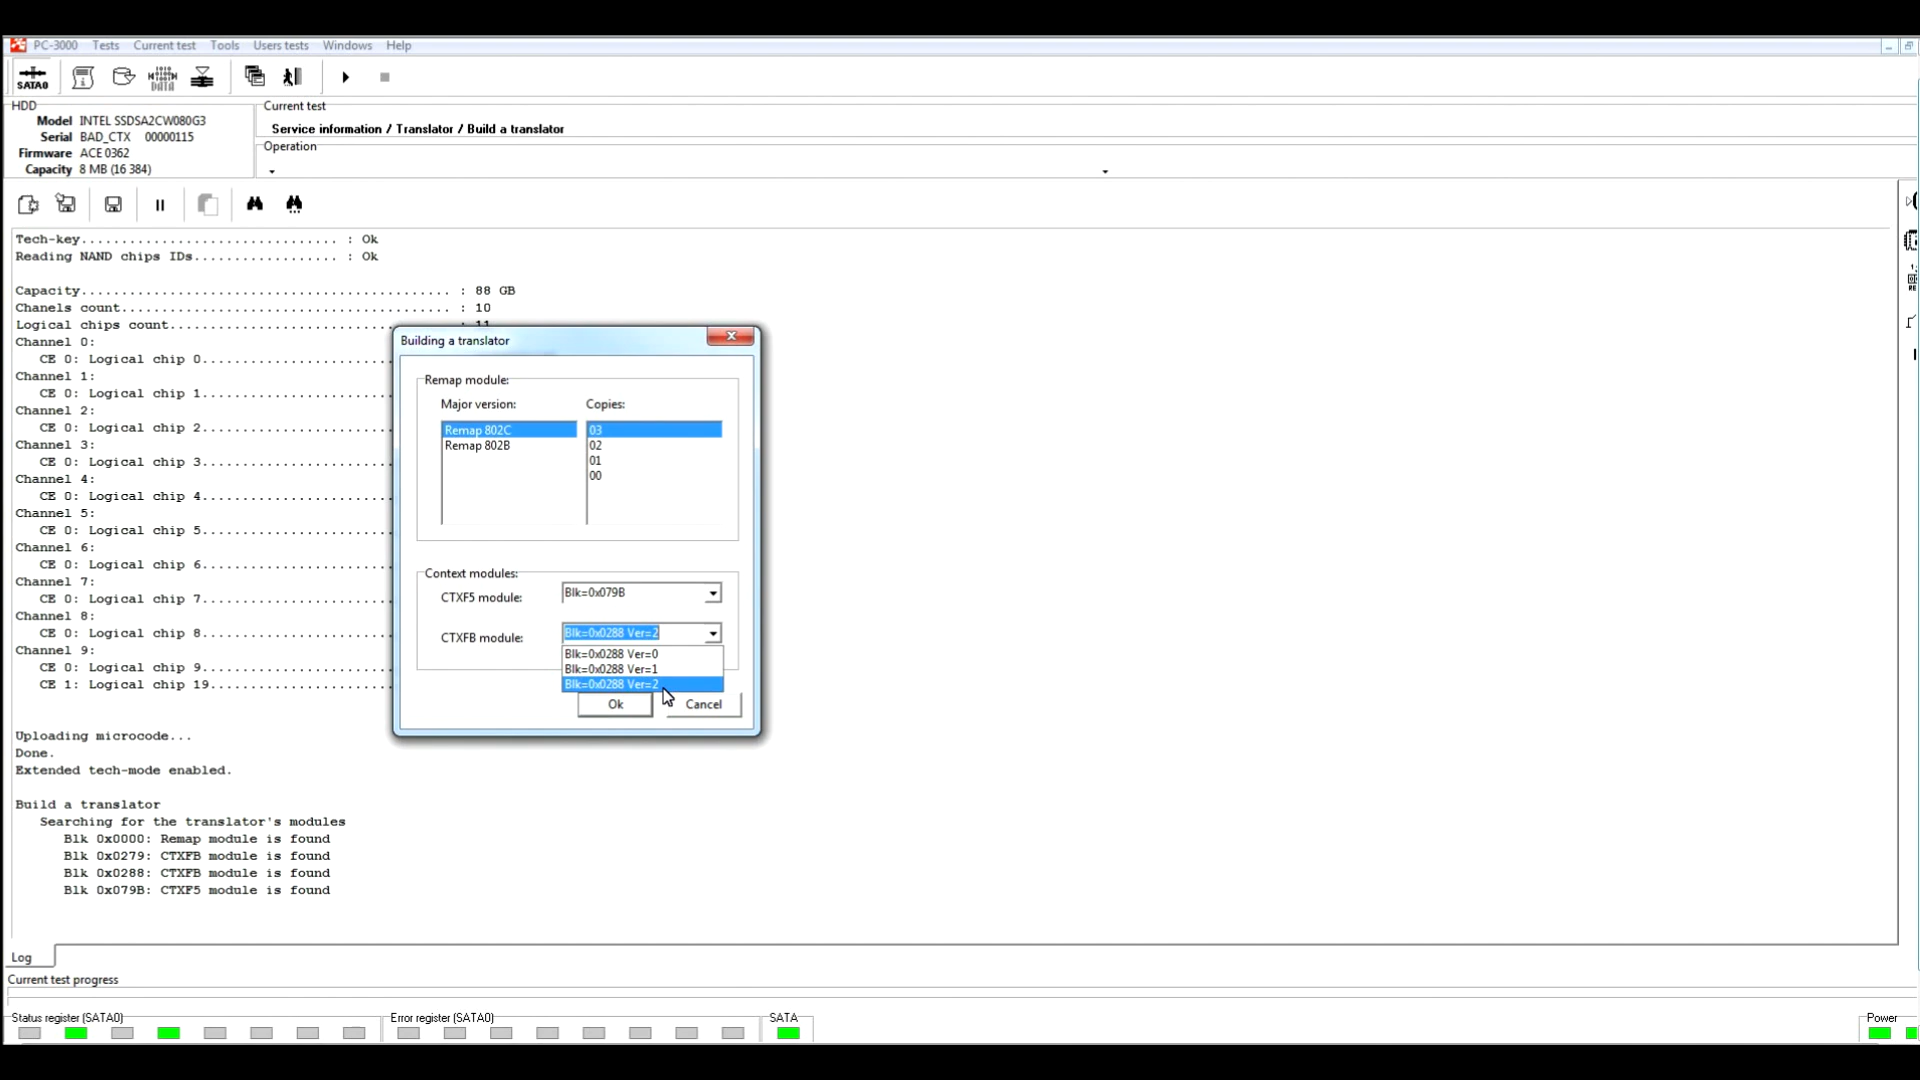 PC-3000 Tests Current test Tools Users tests Windows Help
SATA0
DATA
HDD
Model INTEL SSDSA2CW080G3
Serial BAD_CTX 00000115
Firmware ACE 0362
Capacity 8 MB (16 384)
Current test
Service information / Translator / Build a translator
Operation
Tech-key................................ : Ok
Reading NAND chips IDs.................. : Ok
Capacity.............................................. : 88 GB
Chanels count......................................... : 10
Logical chips count................................... : 11
Channel 0:
CE 0: Logical chip 0........................
Channel 1:
CE 0: Logical chip 1........................
Channel 2:
CE 0: Logical chip 2........................
Channel 3:
CE 0: Logical chip 3........................
Channel 4:
CE 0: Logical chip 4........................
Channel 5:
CE 0: Logical chip 5........................
Channel 6:
CE 0: Logical chip 6........................
Channel 7:
CE 0: Logical chip 7........................
Channel 8:
CE 0: Logical chip 8........................
Channel 9:
CE 0: Logical chip 9........................
CE 1: Logical chip 19.......................
Uploading microcode...
Done.
Extended tech-mode enabled.
Build a translator
Searching for the translator's modules
Blk 0x0000: Remap module is found
Blk 0x0279: CTXFB module is found
Blk 0x0288: CTXFB module is found
Blk 0x079B: CTXF5 module is found
Building a translator
Remap module:
Major version: Copies:
Remap 802C 03
Remap 802B 02
01
00
Context modules:
CTXF5 module: Blk=0x079B
CTXFB module: Blk=0x0288 Ver=2
Blk=0x0288 Ver=0
Blk=0x0288 Ver=1
Blk=0x0288 Ver=2
Ok Cancel
Log
Current test progress
Status register (SATA0) Error register (SATA0) SATA Power